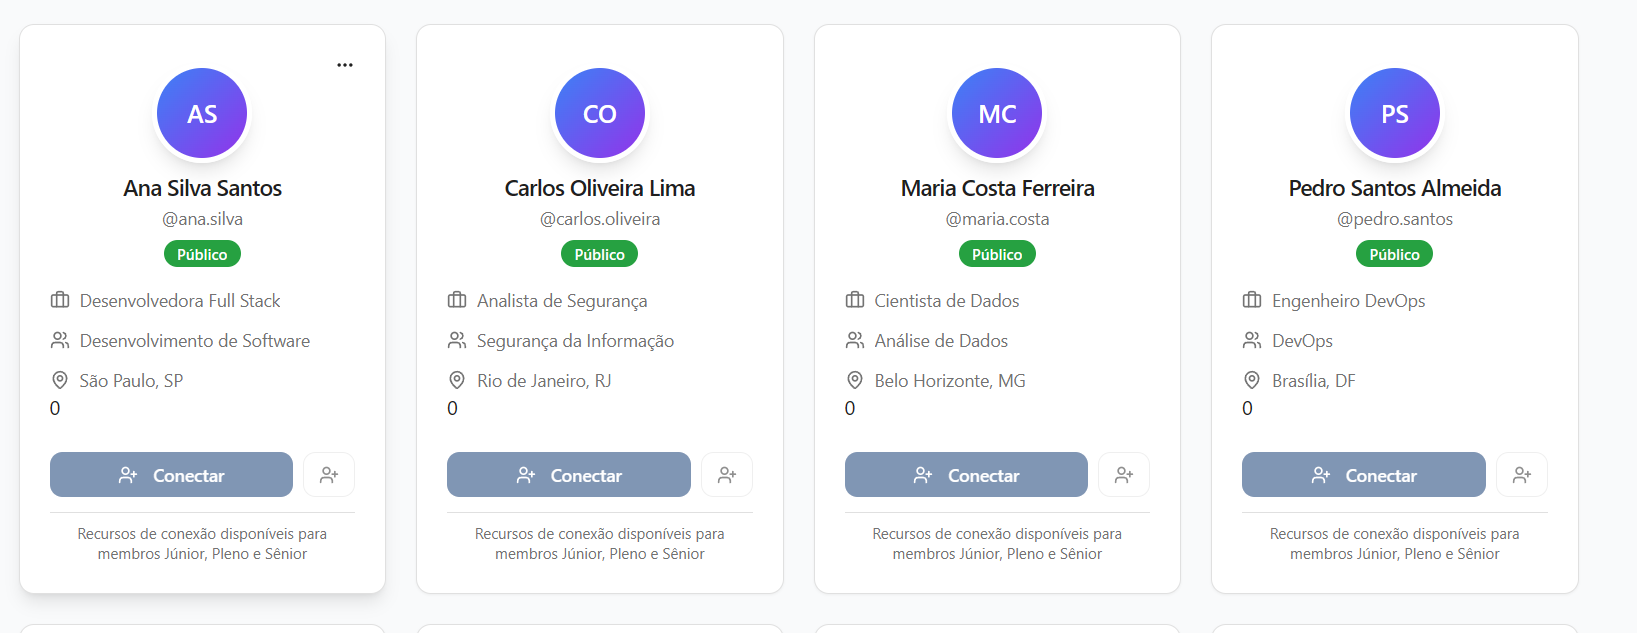 AS
Ana Silva Santos
@ana.silva
Público
Desenvolvedora Full Stack
Desenvolvimento de Software
São Paulo, SP
0
Conectar
Recursos de conexão disponíveis para
membros Júnior, Pleno e Sênior
CO
Carlos Oliveira Lima
@carlos.oliveira
Público
Analista de Segurança
Segurança da Informação
Rio de Janeiro, RJ
0
Conectar
Recursos de conexão disponíveis para
membros Júnior, Pleno e Sênior
MC
Maria Costa Ferreira
@maria.costa
Público
Cientista de Dados
Análise de Dados
Belo Horizonte, MG
0
Conectar
Recursos de conexão disponíveis para
membros Júnior, Pleno e Sênior
PS
Pedro Santos Almeida
@pedro.santos
Público
Engenheiro DevOps
DevOps
Brasília, DF
0
Conectar
Recursos de conexão disponíveis para
membros Júnior, Pleno e Sênior